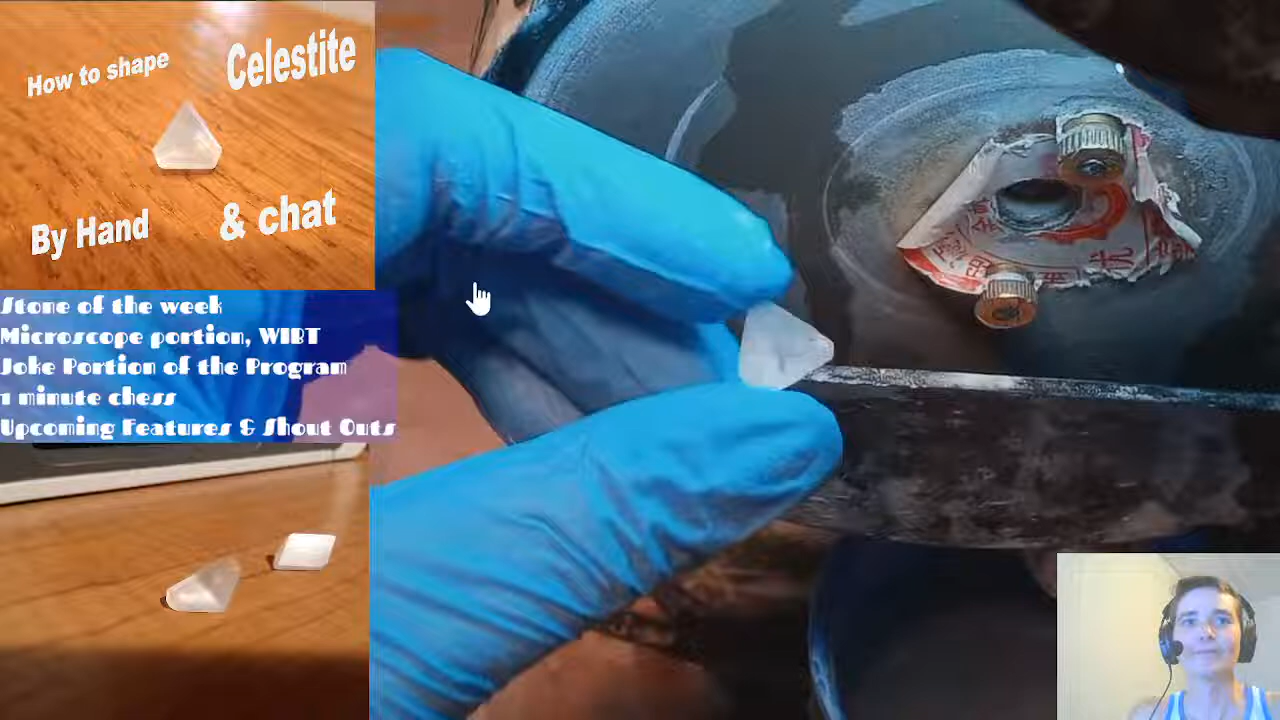 How to shape
Celestite
By Hand
& chat
Stone of the week
Microscope portion, WIBT
Joke Portion of the Program
1 minute chess
Upcoming Features & Shout Outs